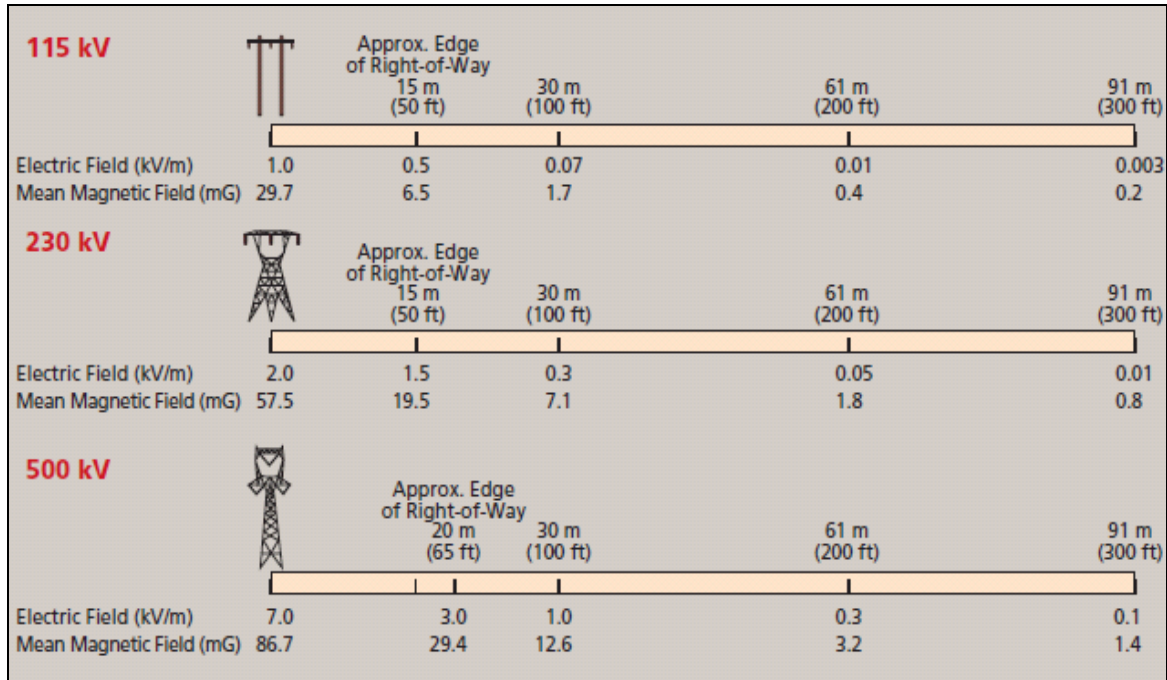 115 kV
Approx. Edge
of Right-of-Way
15 m 30 m 61 m 91 m
(50 ft) (100 ft) (200 ft) (300 ft)
Electric Field (kV/m) 1.0 0.5 0.07 0.01 0.003
Mean Magnetic Field (mG) 29.7 6.5 1.7 0.4 0.2
230 kV
Approx. Edge
of Right-of-Way
15 m 30 m 61 m 91 m
(50 ft) (100 ft) (200 ft) (300 ft)
Electric Field (kV/m) 2.0 1.5 0.3 0.05 0.01
Mean Magnetic Field (mG) 57.5 19.5 7.1 1.8 0.8
500 kV
Approx. Edge
of Right-of-Way
20 m 30 m 61 m 91 m
(65 ft) (100 ft) (200 ft) (300 ft)
Electric Field (kV/m) 7.0 3.0 1.0 0.3 0.1
Mean Magnetic Field (mG) 86.7 29.4 12.6 3.2 1.4